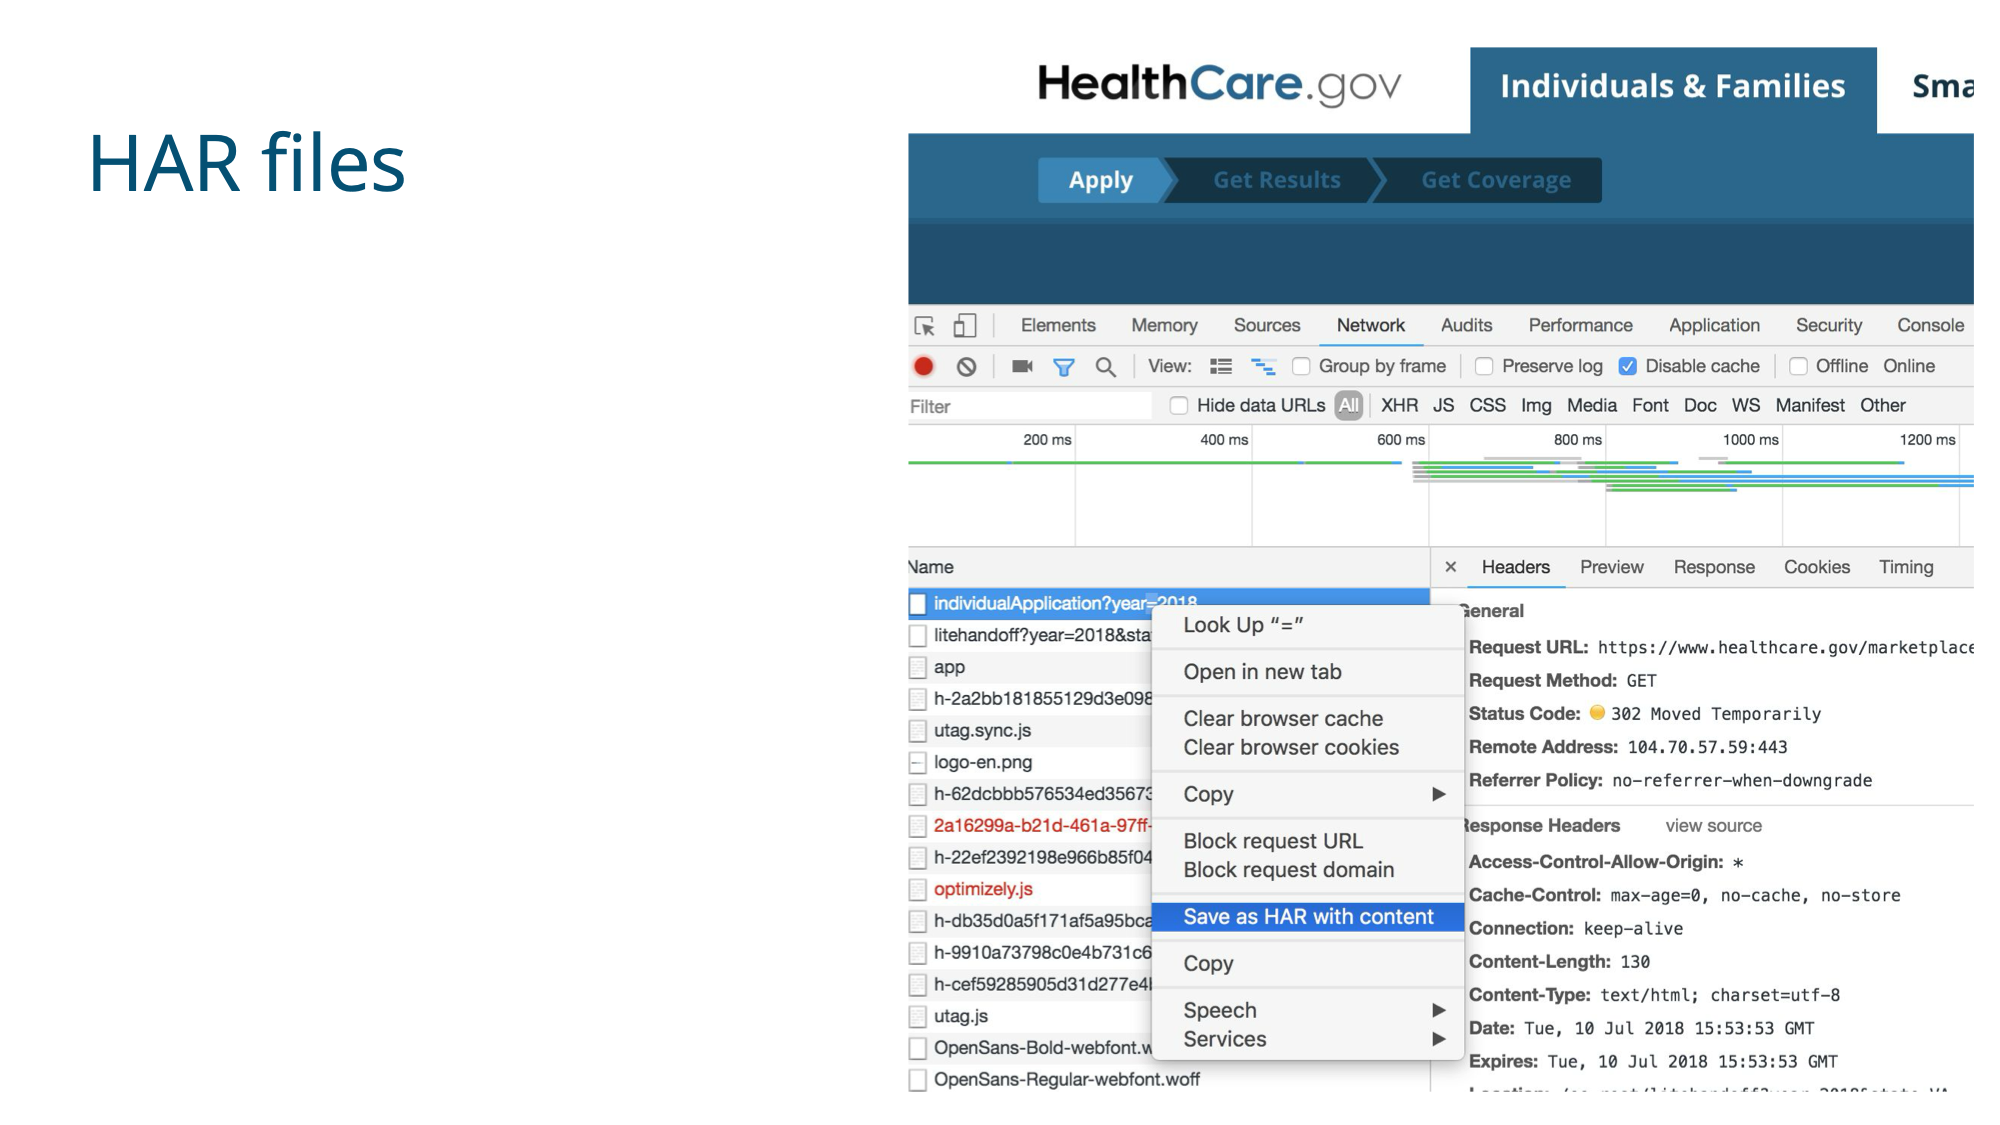 HAR files
HealthCare.gov
Individuals & Families
Sma
Apply
Get Results
Get Coverage
Elements Memory Sources Network Audits Performance Application Security Console
View: Group by frame Preserve log Disable cache Offline Online
Filter Hide data URLs All XHR JS CSS Img Media Font Doc WS Manifest Other
200 ms 400 ms 600 ms 800 ms 1000 ms 1200 ms
Name
individualApplication?year=2018
litehandoff?year=2018&sta
app
h-2a2bb181855129d3e098
utag.sync.js
logo-en.png
h-62dcbbb576534ed35673
2a16299a-b21d-461a-97ff-
h-22ef2392198e966b85f04
optimizely.js
h-db35d0a5f171af5a95bca
h-9910a73798c0e4b731c6
h-cef59285905d31d277e4
utag.js
OpenSans-Bold-webfont.w
OpenSans-Regular-webfont.woff
Look Up “=”
Open in new tab
Clear browser cache
Clear browser cookies
Copy
Block request URL
Block request domain
Save as HAR with content
Copy
Speech
Services
× Headers Preview Response Cookies Timing
General
Request URL: https://www.healthcare.gov/marketplace
Request Method: GET
Status Code: 302 Moved Temporarily
Remote Address: 104.70.57.59:443
Referrer Policy: no-referrer-when-downgrade
Response Headers view source
Access-Control-Allow-Origin: *
Cache-Control: max-age=0, no-cache, no-store
Connection: keep-alive
Content-Length: 130
Content-Type: text/html; charset=utf-8
Date: Tue, 10 Jul 2018 15:53:53 GMT
Expires: Tue, 10 Jul 2018 15:53:53 GMT